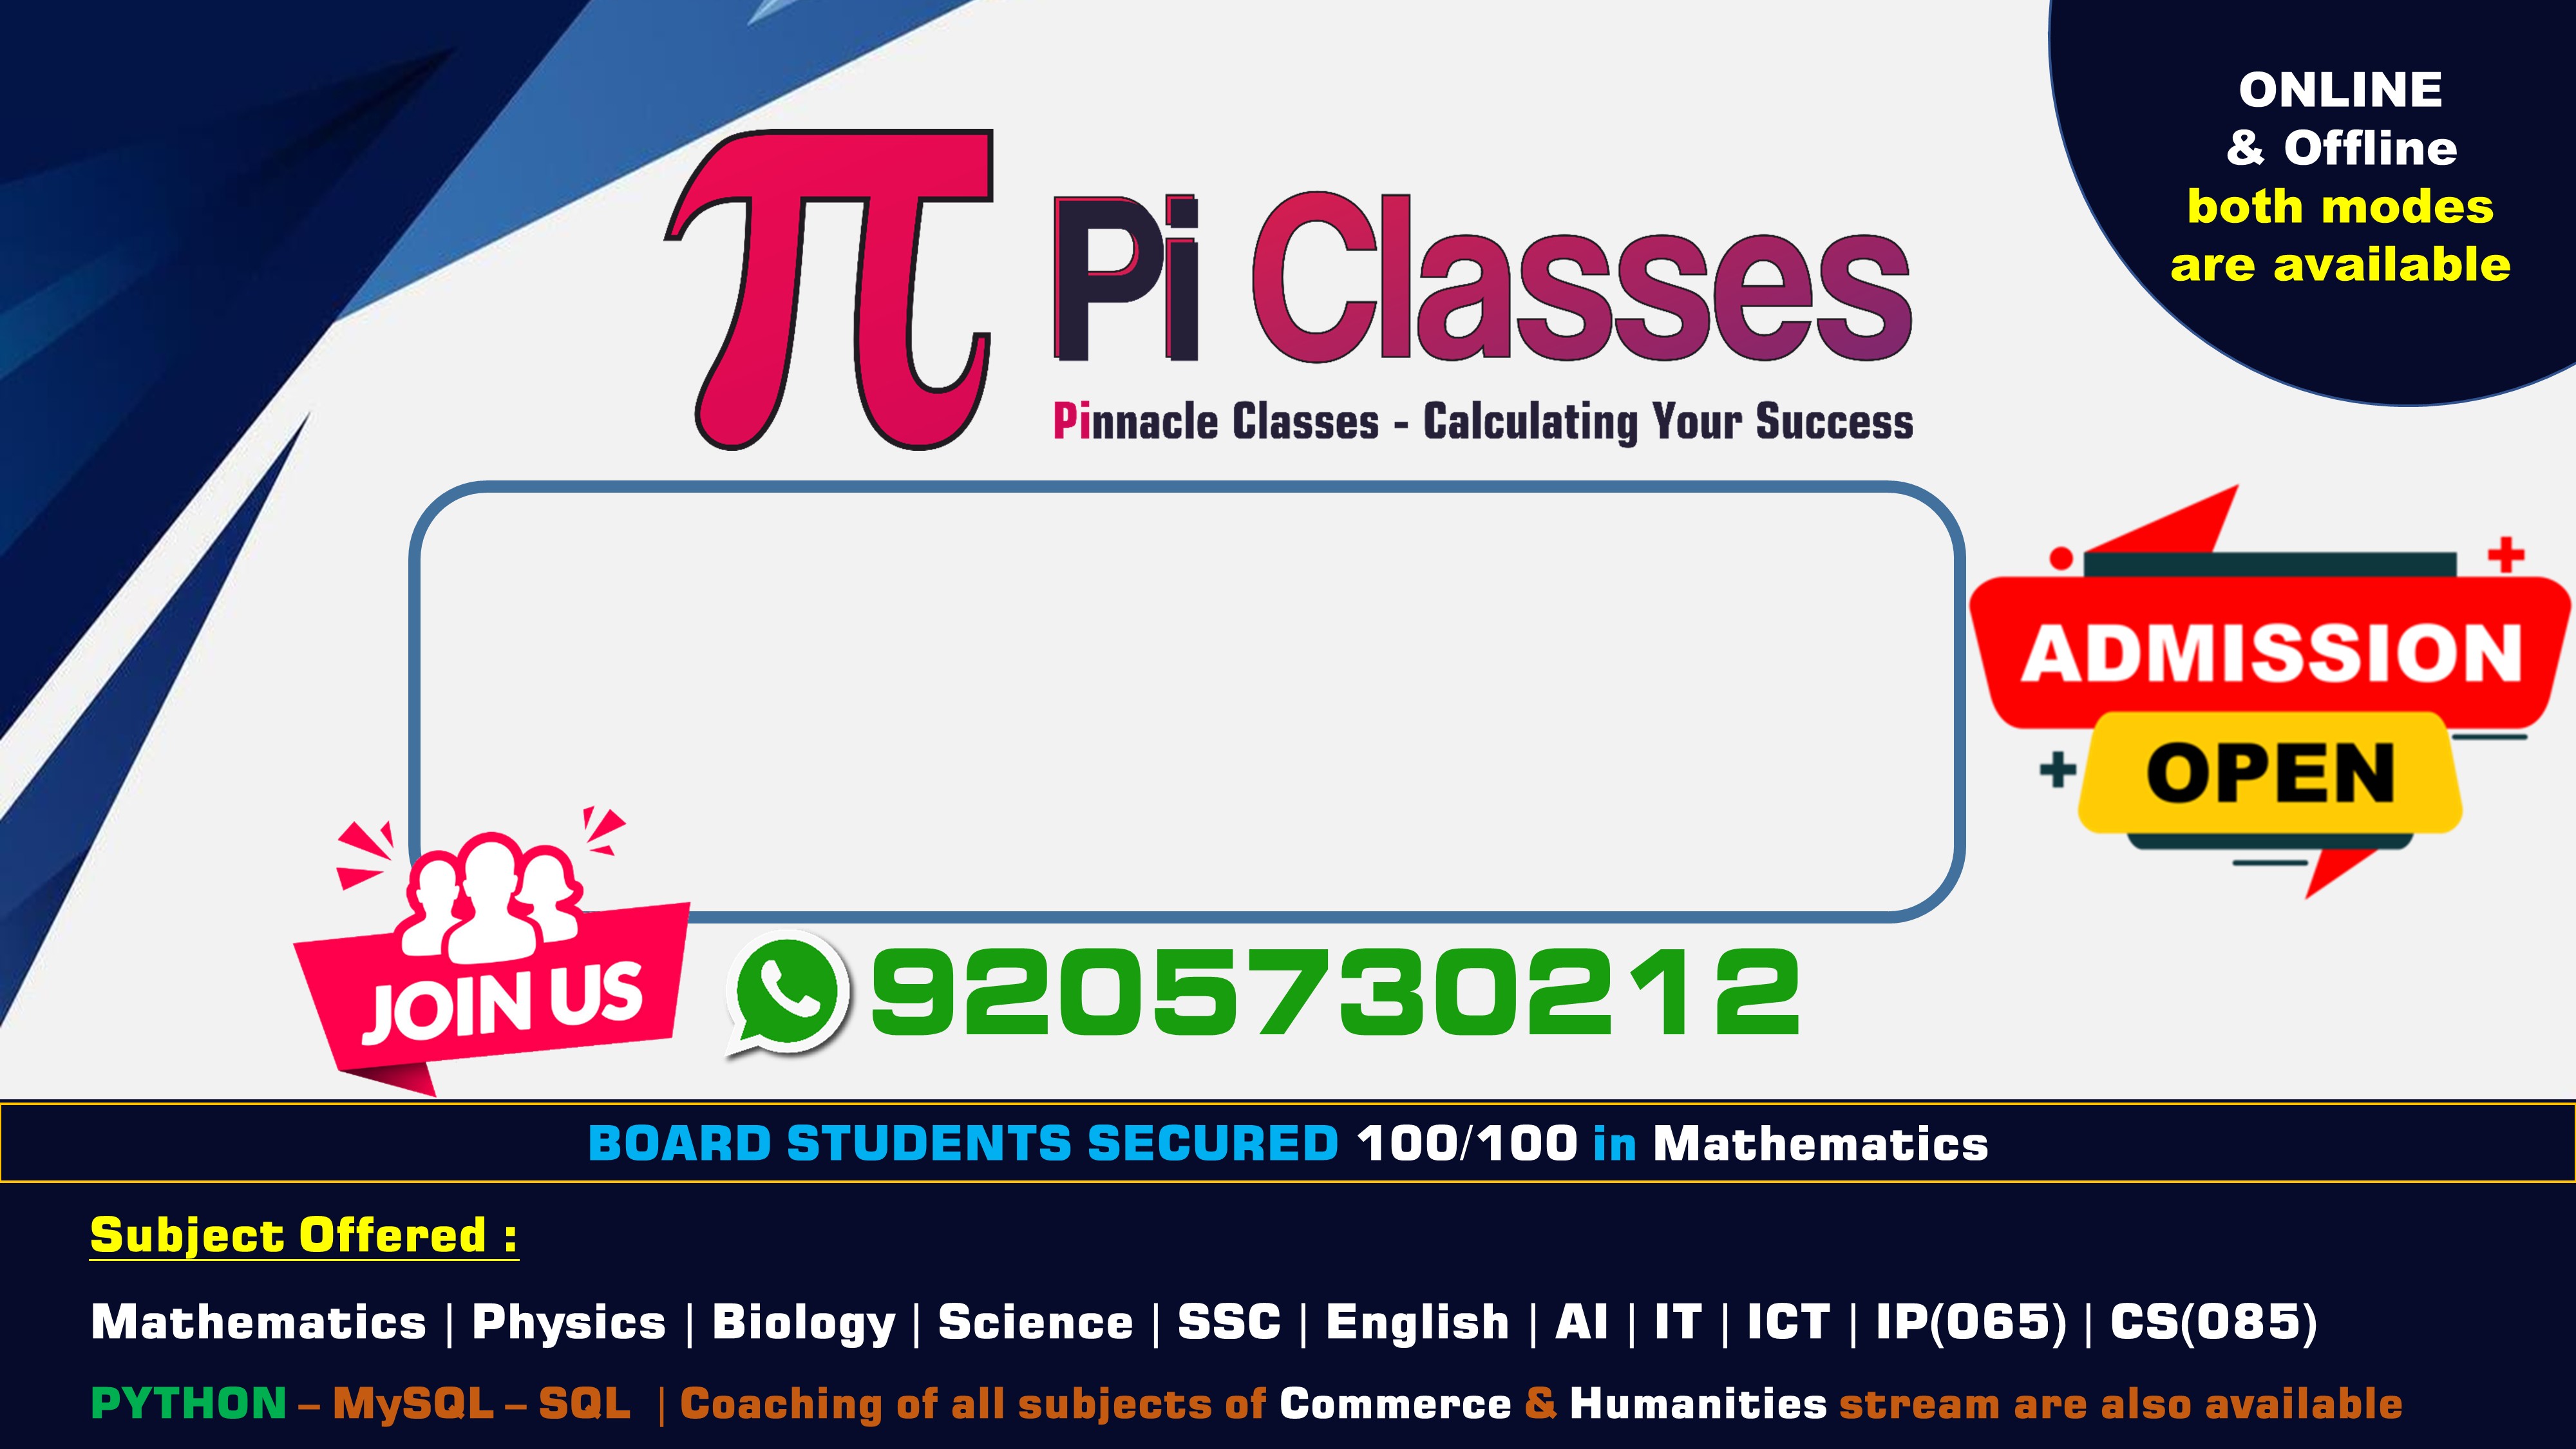 ONLINE
& Offline
both modes
are available
π Pi Classes
Pinnacle Classes - Calculating Your Success
ADMISSION
OPEN
JOIN US
9205730212
BOARD STUDENTS SECURED 100/100 in Mathematics
Subject Offered :
Mathematics | Physics | Biology | Science | SSC | English | AI | IT | ICT | IP(065) | CS(085)
PYTHON – MySQL – SQL | Coaching of all subjects of Commerce & Humanities stream are also available